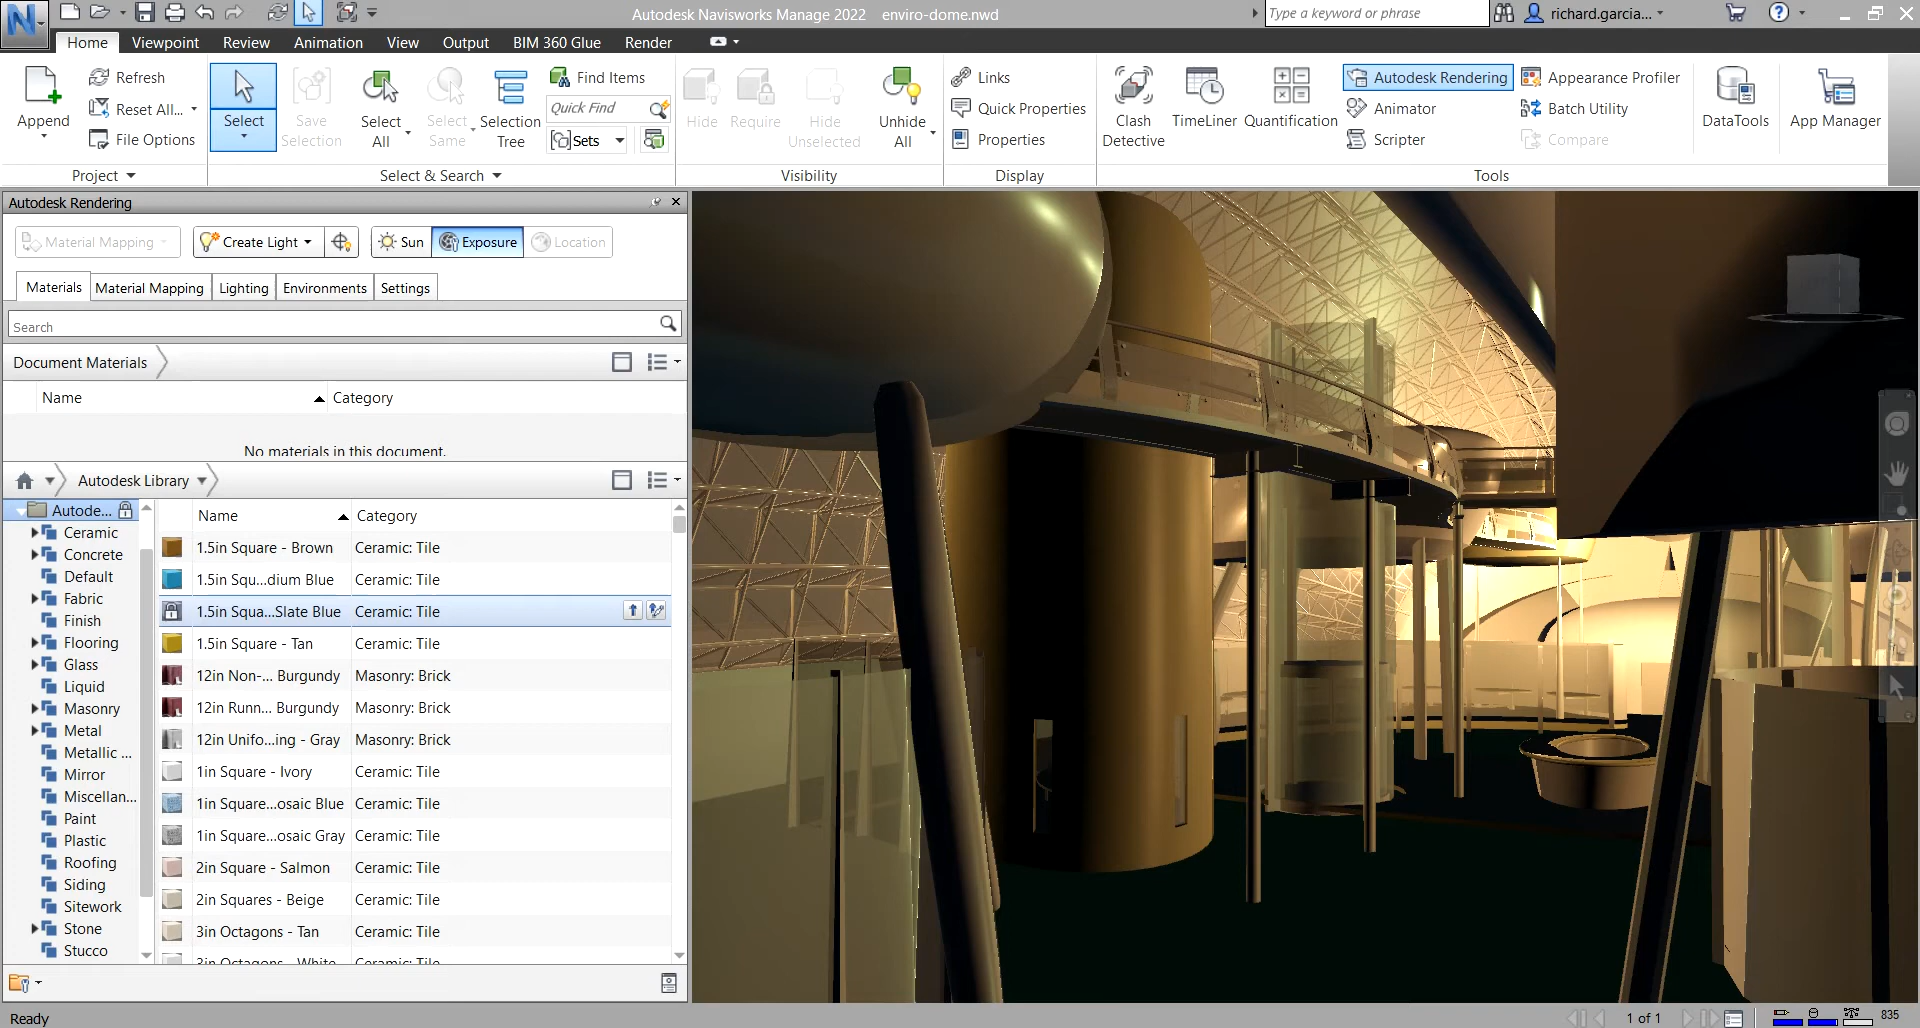 Autodesk Navisworks Manage 2022 enviro-dome.nwd
Type a keyword or phrase
richard.garcia...
Home Viewpoint Review Animation View Output BIM 360 Glue Render
Append
Refresh
Reset All...
File Options
Project
Select
Save Selection
Select All
Select Same
Selection Tree
Find Items
Quick Find
Sets
Select & Search
Hide
Require
Hide Unselected
Unhide All
Visibility
Links
Quick Properties
Properties
Display
Clash Detective
TimeLiner
Quantification
Autodesk Rendering
Animator
Scripter
Appearance Profiler
Batch Utility
Compare
DataTools
App Manager
Tools
Autodesk Rendering
Material Mapping
Create Light
Sun
Exposure
Location
Materials Material Mapping Lighting Environments Settings
Search
Document Materials
Name Category
No materials in this document.
Autodesk Library
Autode...
Ceramic
Concrete
Default
Fabric
Finish
Flooring
Glass
Liquid
Masonry
Metal
Metallic ...
Mirror
Miscellan...
Paint
Plastic
Roofing
Siding
Sitework
Stone
Stucco
Name Category
1.5in Square - Brown Ceramic: Tile
1.5in Squ...dium Blue Ceramic: Tile
1.5in Squa...Slate Blue Ceramic: Tile
1.5in Square - Tan Ceramic: Tile
12in Non-... Burgundy Masonry: Brick
12in Runn... Burgundy Masonry: Brick
12in Unifo...ing - Gray Masonry: Brick
1in Square - Ivory Ceramic: Tile
1in Square...osaic Blue Ceramic: Tile
1in Square...osaic Gray Ceramic: Tile
2in Square - Salmon Ceramic: Tile
2in Squares - Beige Ceramic: Tile
3in Octagons - Tan Ceramic: Tile
3in Octagons - White Ceramic: Tile
Ready
1 of 1
835